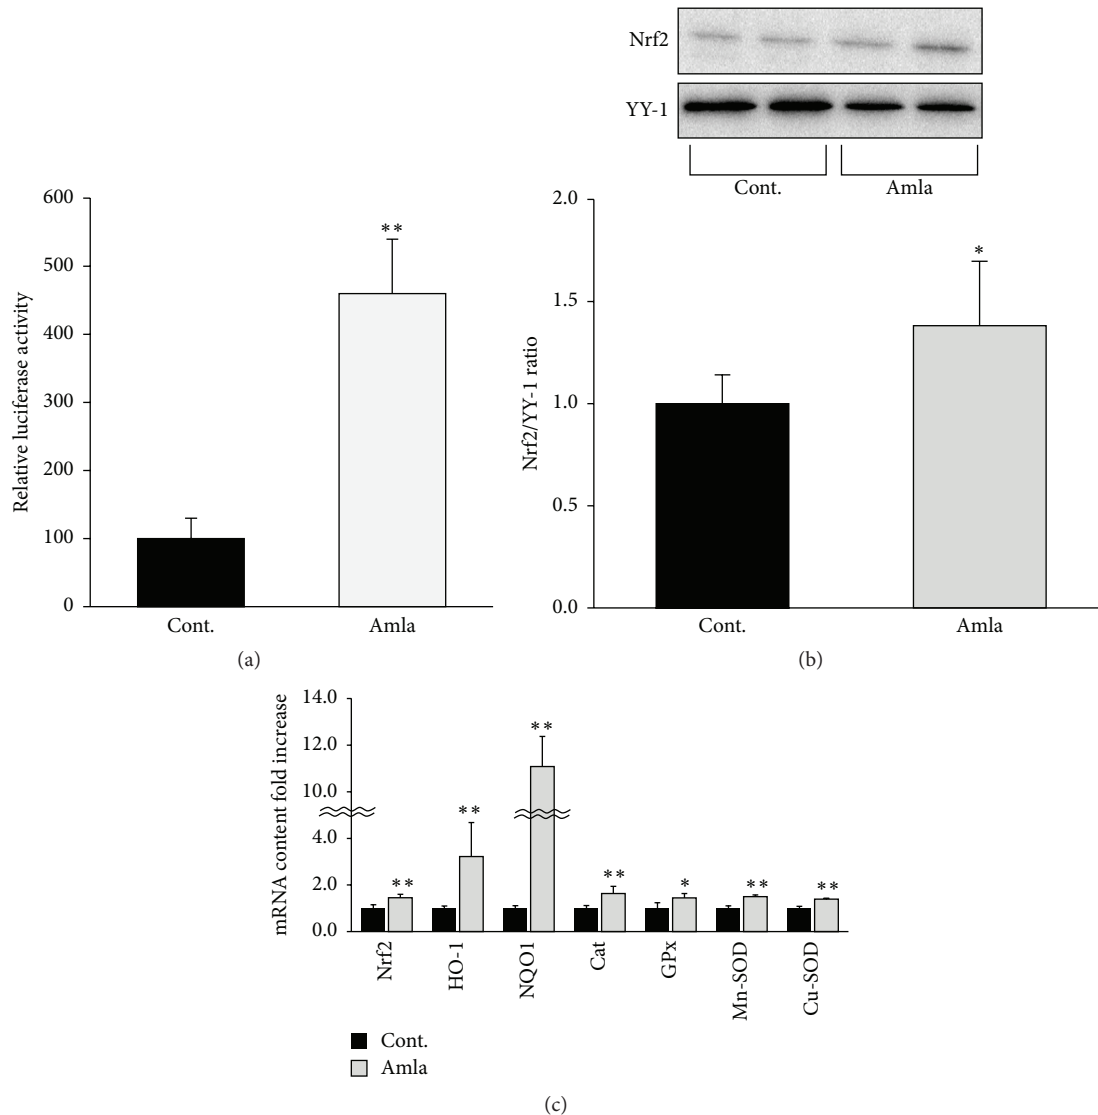 Nrf2
YY-1
Cont. Amla
600
500
400
300
200
100
0
Relative luciferase activity
**
Cont. Amla
(a)
2.0
1.5
1.0
0.5
0.0
Nrf2/YY-1 ratio
*
Cont. Amla
(b)
14.0
12.0
10.0
4.0
2.0
0.0
mRNA content fold increase
** ** ** ** * ** **
Nrf2 HO-1 NQO1 Cat GPx Mn-SOD Cu-SOD
Cont.
Amla
(c)